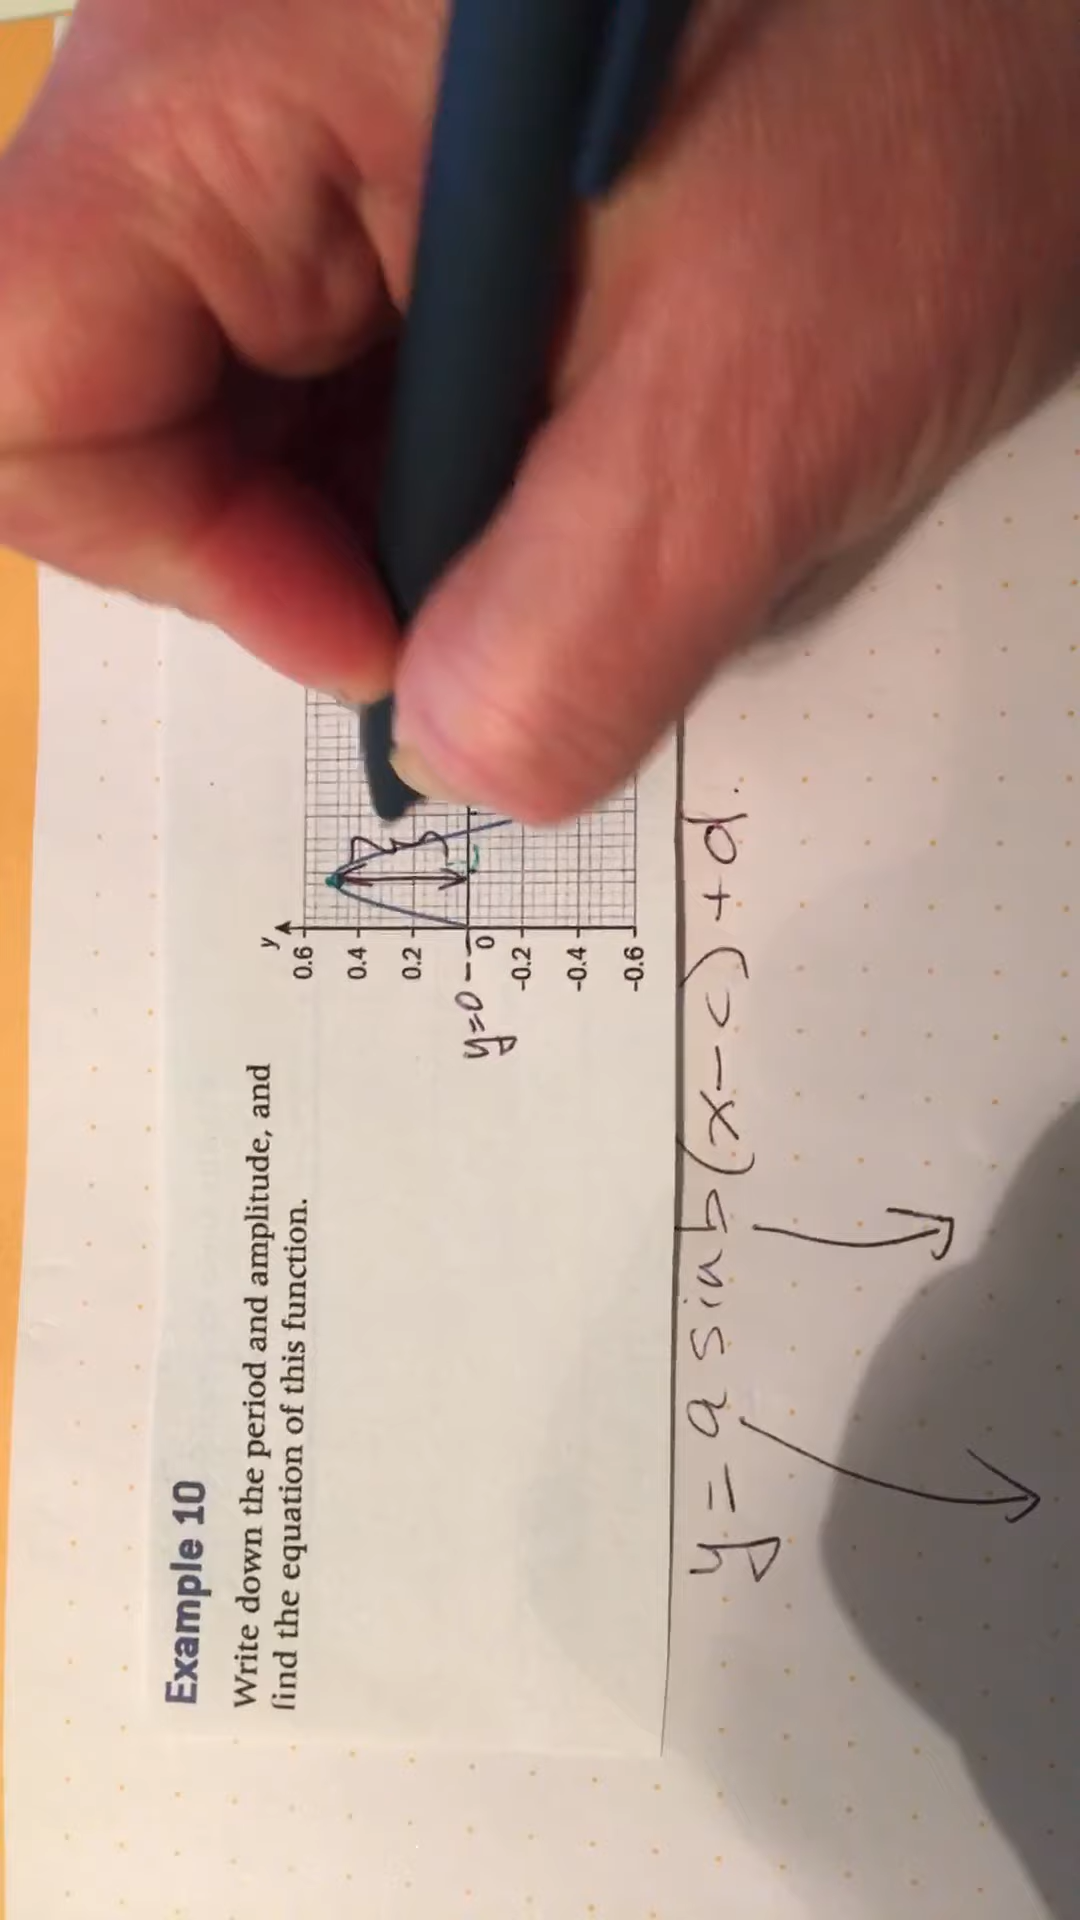 Example 10
Write down the period and amplitude, and
find the equation of this function.
y
0.6
0.4
0.2
y=0
0
-0.2
-0.4
-0.6
y = a sin b (x - c) + d.